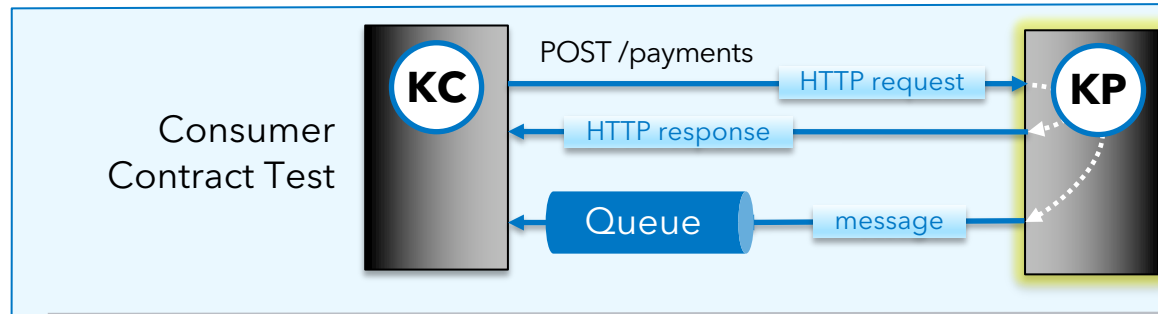 POST /payments
KC
HTTP request
KP
Consumer
Contract Test
HTTP response
Queue
message